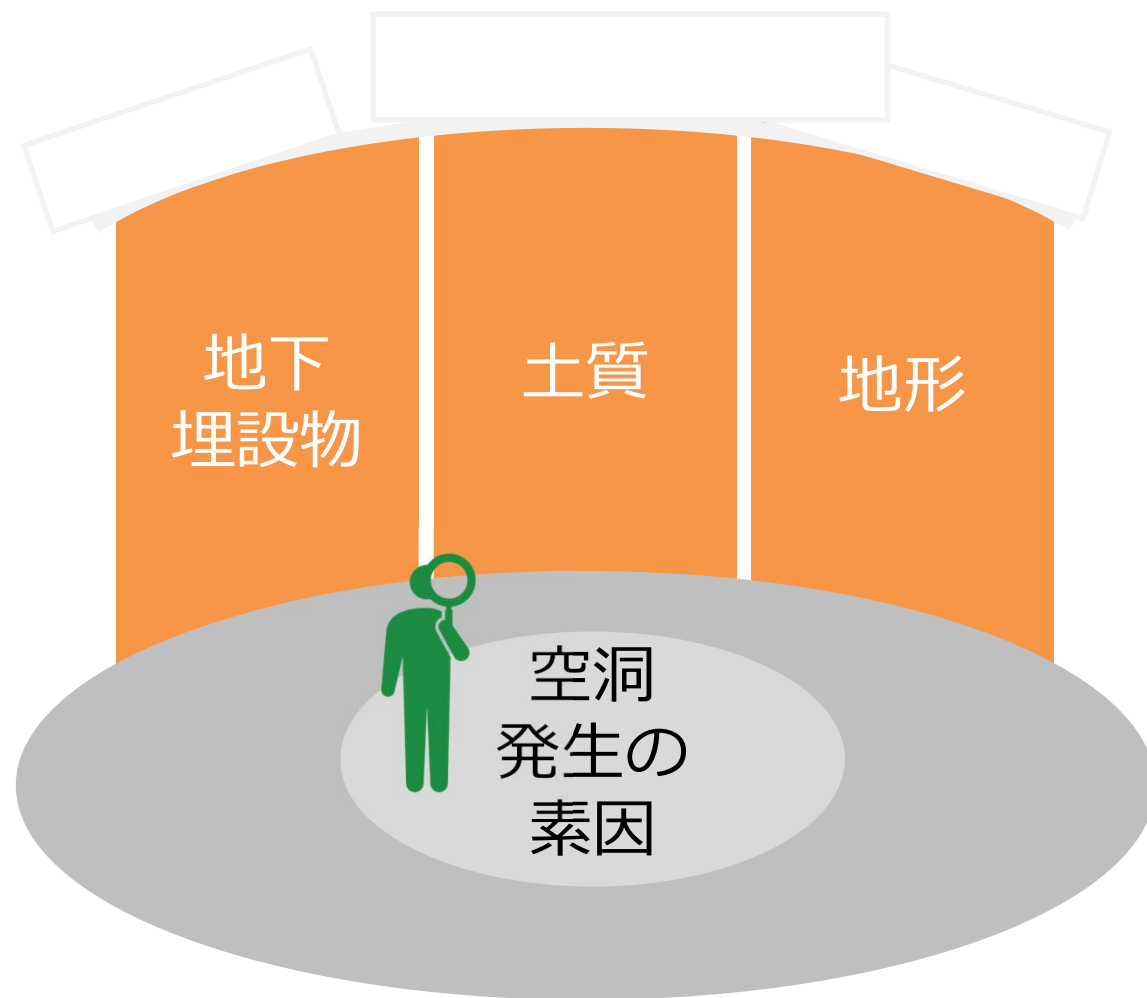 地下
埋設物
土質
地形
空洞
発生の
素因